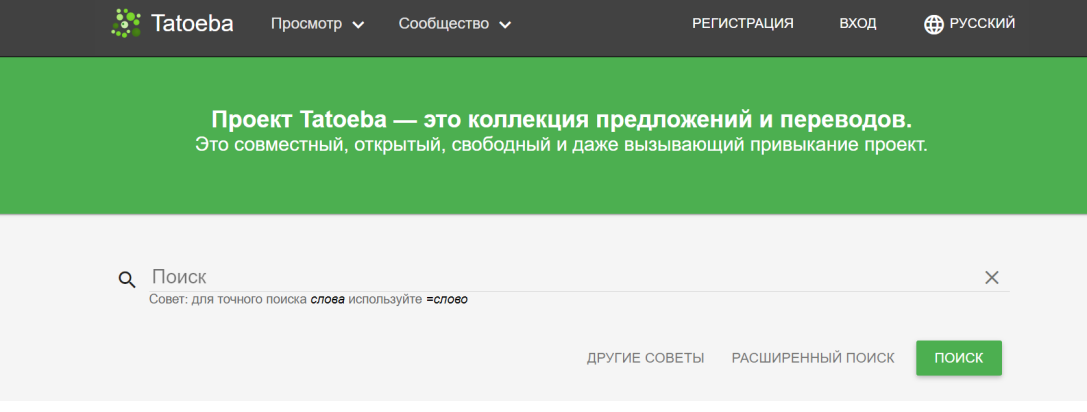 Tatoeba Просмотр Сообщество РЕГИСТРАЦИЯ ВХОД РУССКИЙ
Проект Tatoeba — это коллекция предложений и переводов.
Это совместный, открытый, свободный и даже вызывающий привыкание проект.
Поиск
Совет: для точного поиска слова используйте =слово
ДРУГИЕ СОВЕТЫ РАСШИРЕННЫЙ ПОИСК ПОИСК